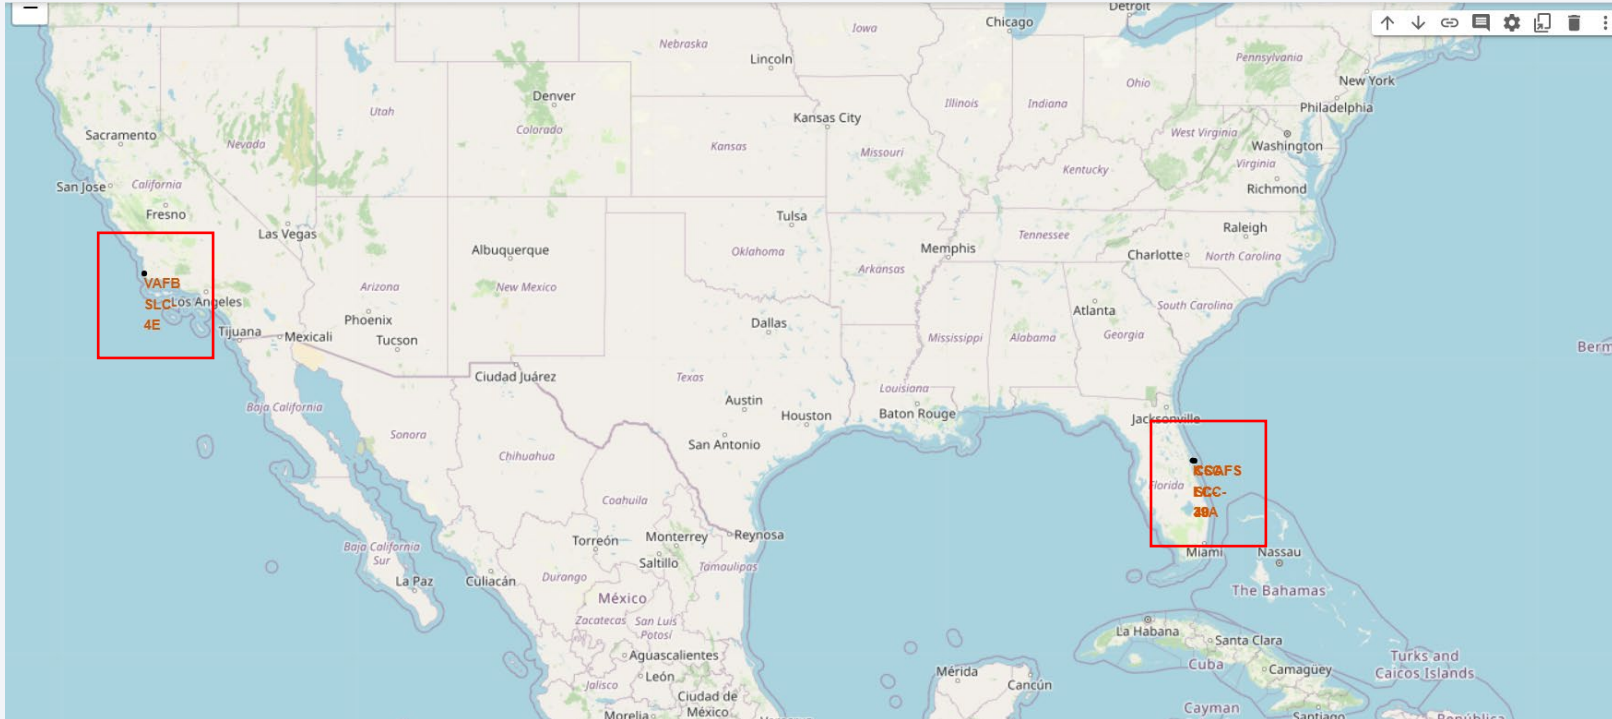 Detroit
Chicago
Iowa
Nebraska
Pennsylvania
Lincoln
New York
Ohio
Denver
Utah
Illinois
Indiana
Philadelphia
Kansas City
Colorado
Sacramento
West Virginia
Nevada
Kansas
Missouri
Washington
Virginia
Kentucky
San Jose
California
Richmond
Fresno
Tulsa
Las Vegas
Raleigh
Tennessee
Albuquerque
Oklahoma
Memphis
Charlotte
North Carolina
Arkansas
VAFB
SLC-
4E
Los Angeles
Arizona
New Mexico
South Carolina
Atlanta
Phoenix
Dallas
Tijuana
Mexicali
Tucson
Mississippi
Alabama
Georgia
Ciudad Juárez
Texas
Louisiana
Baja California
Austin
Houston
Baton Rouge
Jacksonville
Sonora
San Antonio
Chihuahua
Florida
Coahuila
Reynosa
Torreón
Monterrey
Baja California
Sur
Saltillo
Tamaulipas
Miami
Nassau
La Paz
Culiacán
Durango
The Bahamas
México
Zacatecas
San Luis
Potosí
La Habana
Santa Clara
Aguascalientes
Cuba
Camagüey
Turks and
Caicos Islands
León
Mérida
Jalisco
Cancún
Ciudad de
México
Morelia
Cayman
Santiago